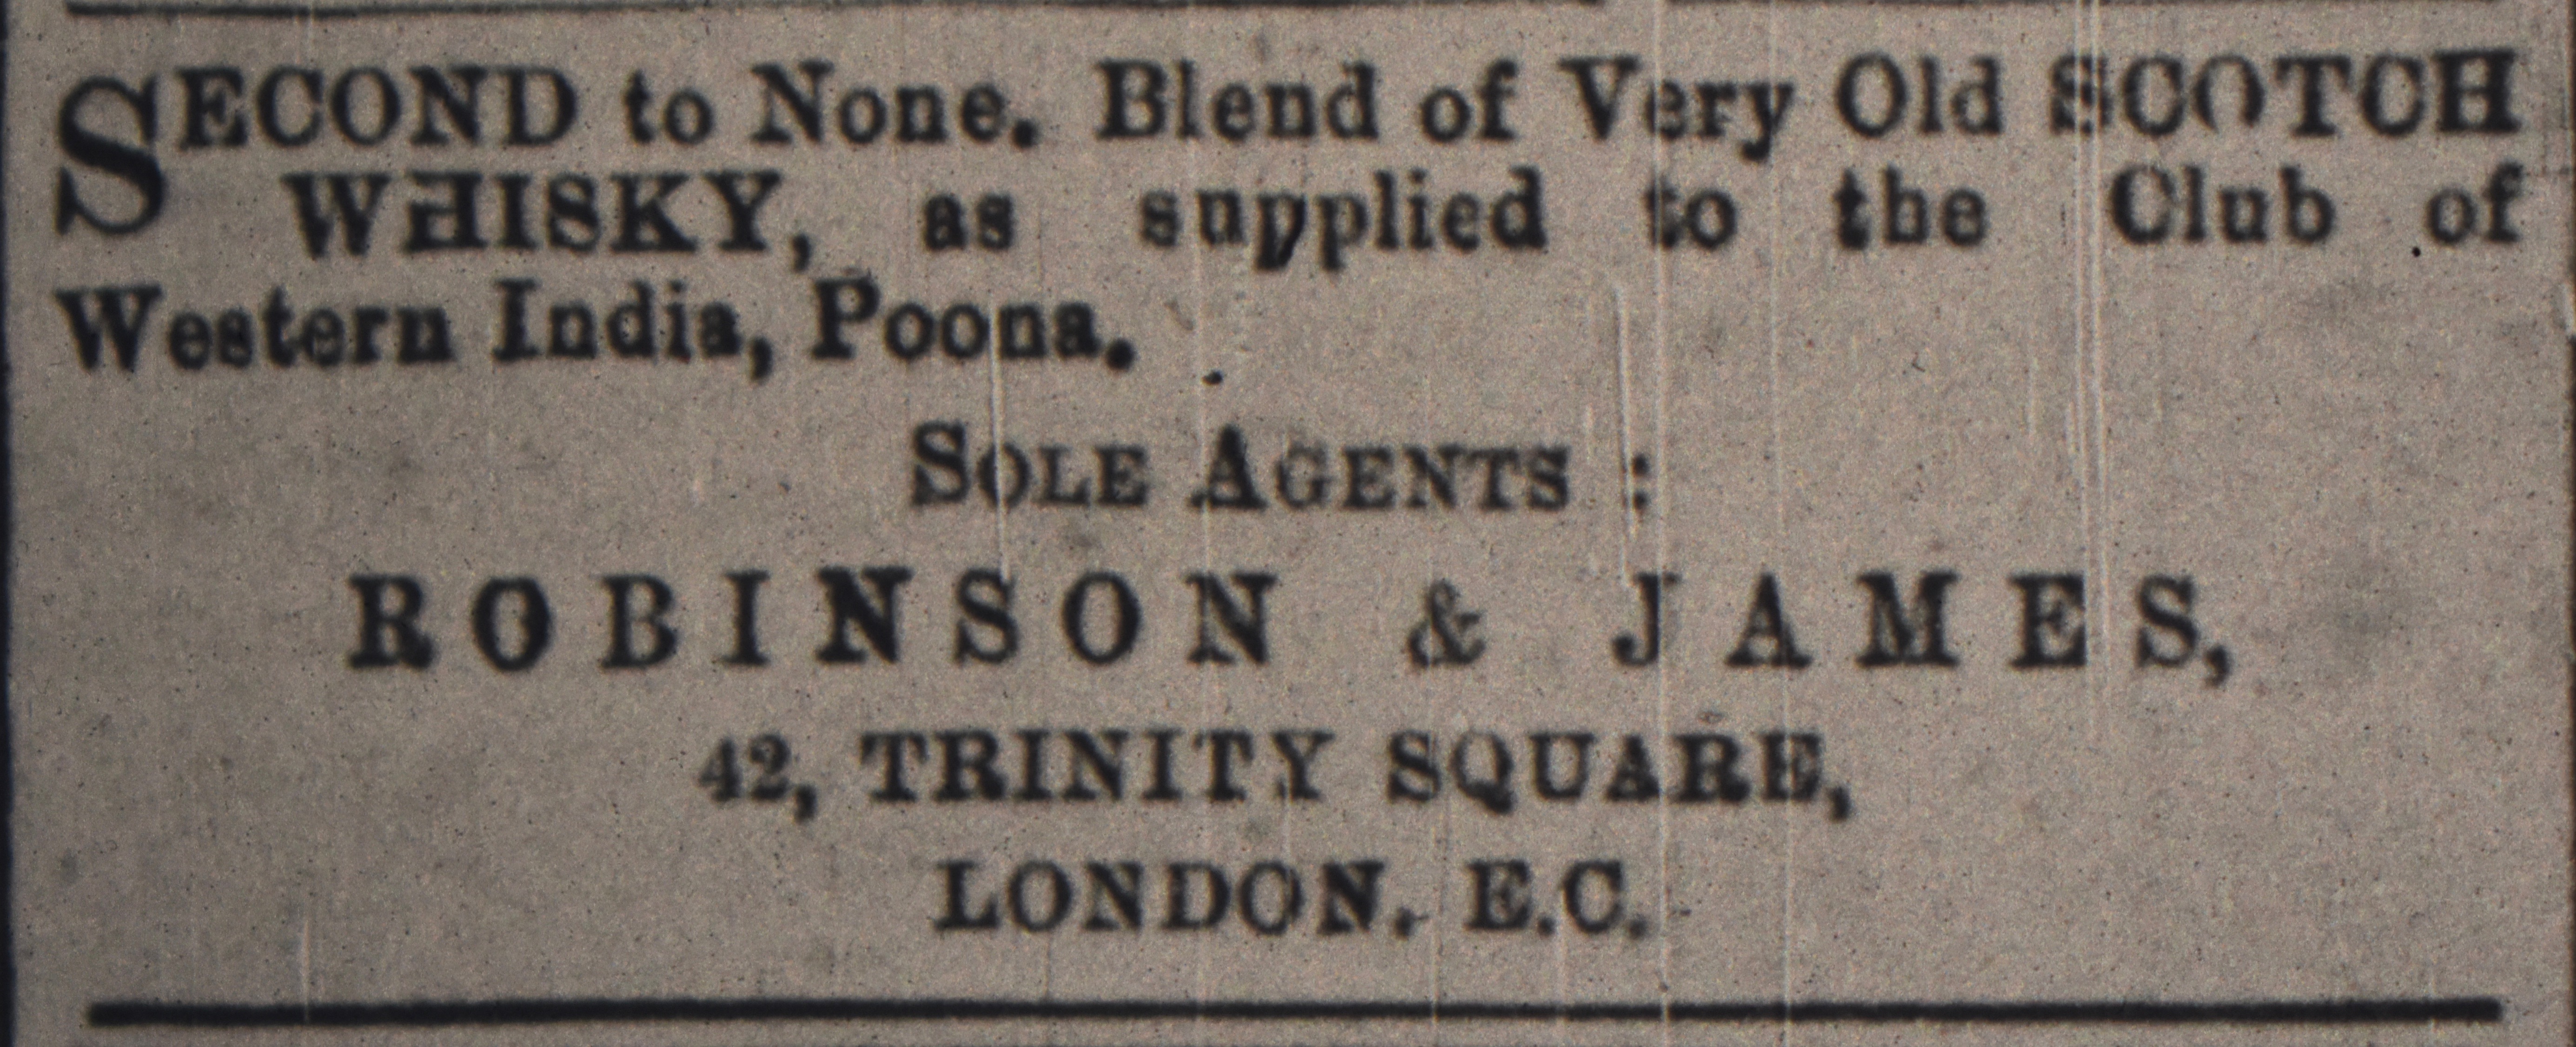 SECOND to None. Blend of Very Old SCOTCH
WHISKY, as supplied to the Club of
Western India, Poona.
SOLE AGENTS :
ROBINSON & JAMES,
42, TRINITY SQUARE,
LONDON, E.C.